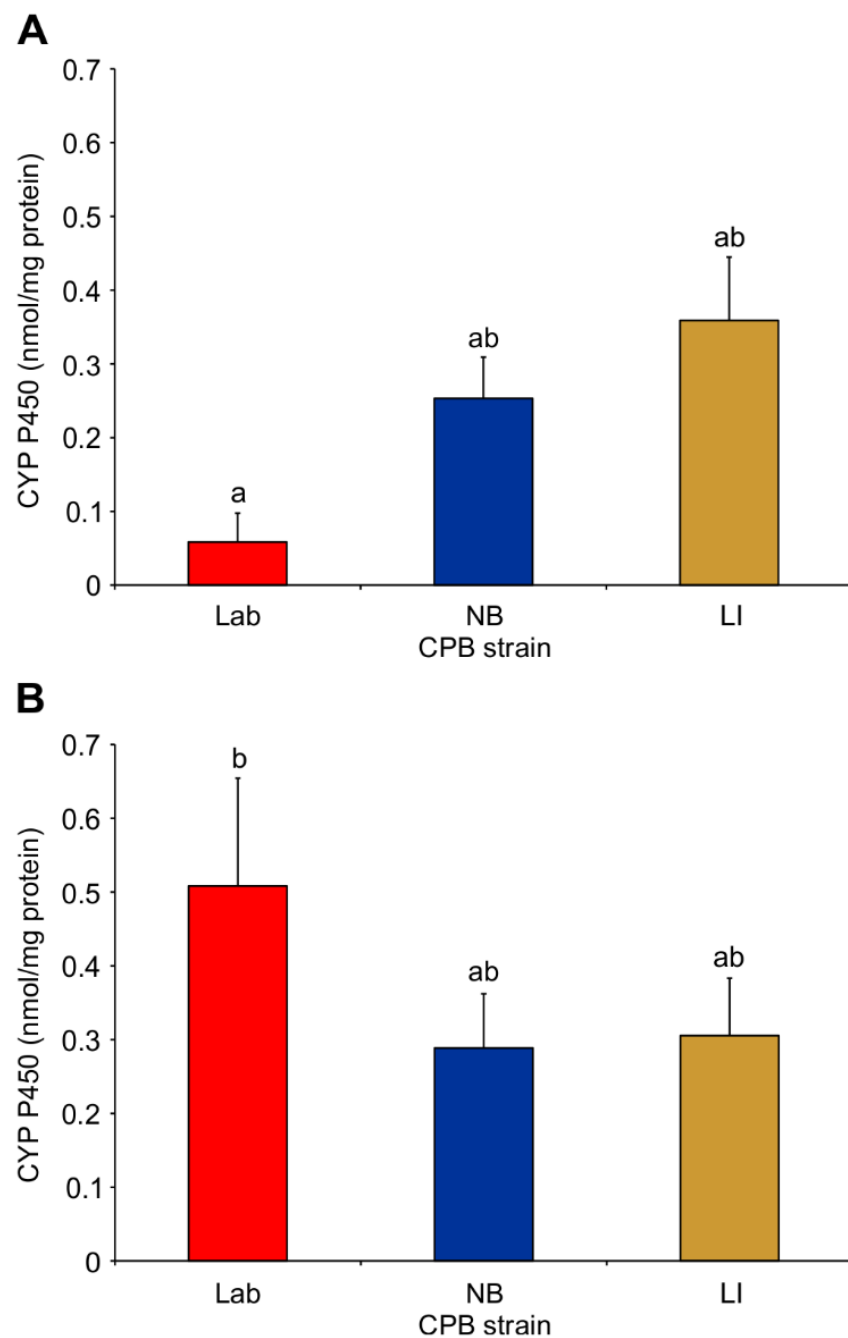 A
CYP P450 (nmol/mg protein)
0.7
0.6
0.5
0.4
0.3
0.2
0.1
0
a
ab
ab
Lab
NB
LI
CPB strain
B
CYP P450 (nmol/mg protein)
0.7
0.6
0.5
0.4
0.3
0.2
0.1
0
b
ab
ab
Lab
NB
LI
CPB strain